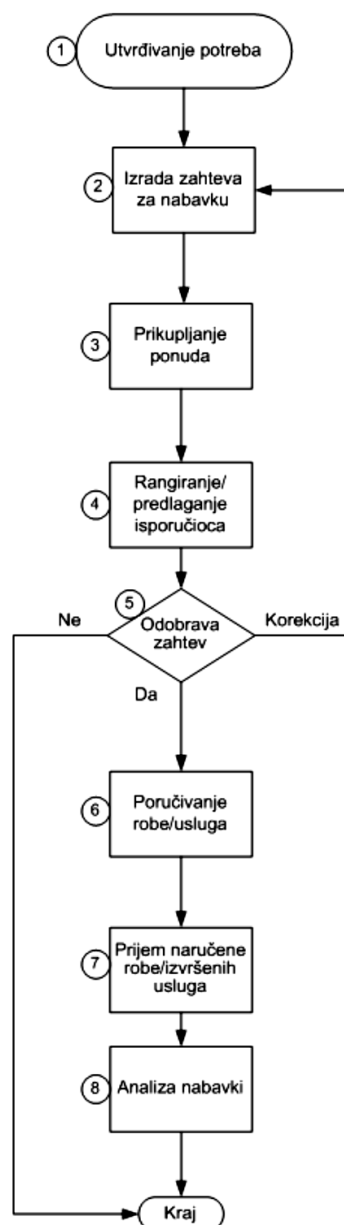 1
Utvrđivanje potreba
2
Izrada zahteva
za nabavku
3
Prikupljanje
ponuda
4
Rangiranje/
predlaganje
isporučioca
5
Ne
Odobrava
zahtev
Korekcija
Da
6
Poručivanje
robe/usluga
7
Prijem naručene
robe/izvršenih
usluga
8
Analiza nabavki
Kraj